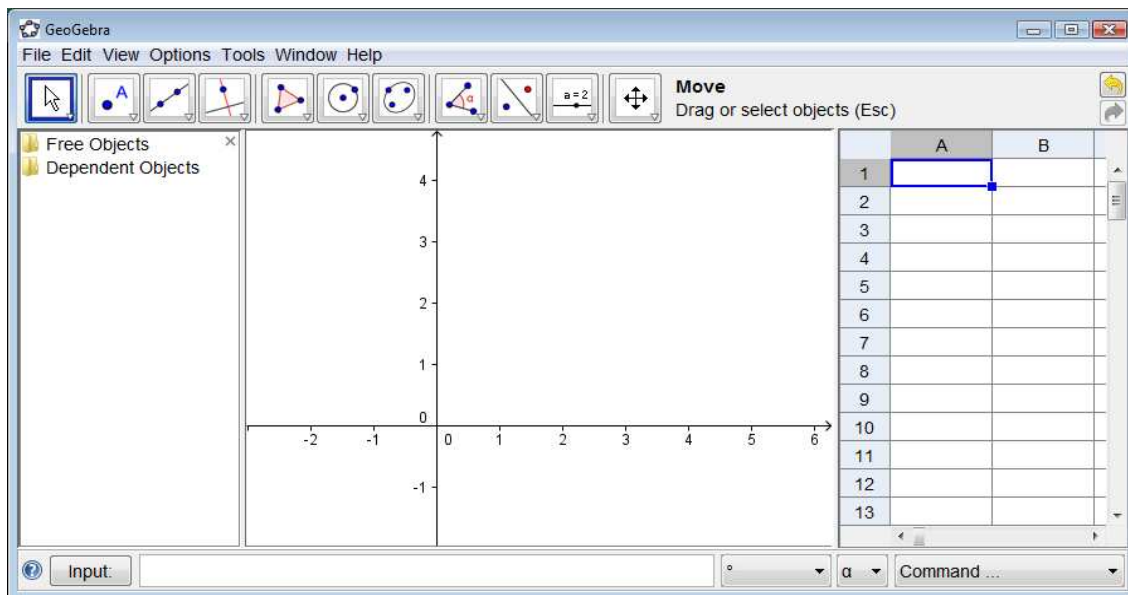 GeoGebra
File Edit View Options Tools Window Help
A
α
a=2
Move
Drag or select objects (Esc)
Free Objects
Dependent Objects
4
3
2
1
0
-2 -1 0 1 2 3 4 5 6
-1
A B
1
2
3
4
5
6
7
8
9
10
11
12
13
Input: ° α Command ...